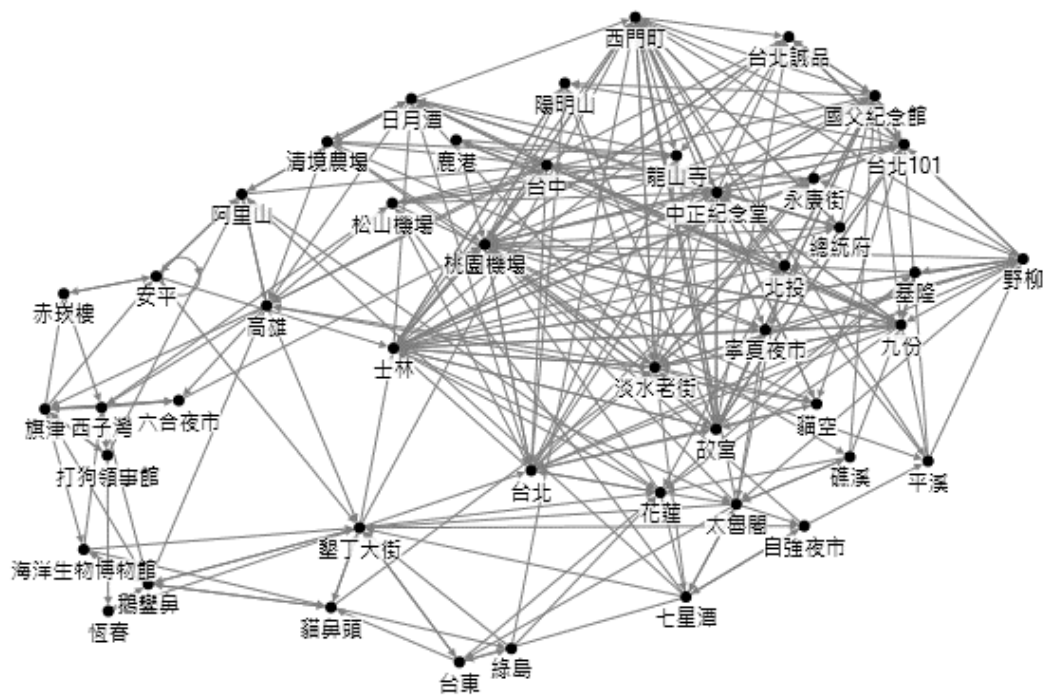 西門町
台北誠品
陽明山
國父紀念館
日月潭
清境農場
鹿港
台中
龍山寺
台北101
永康街
阿里山
松山機場
中正紀念堂
總統府
桃園機場
北投
基隆
野柳
安平
赤崁樓
高雄
寧夏夜市
九份
士林
淡水老街
旗津
西子灣
六合夜市
貓空
故宮
打狗領事館
台北
礁溪
平溪
花蓮
太魯閣
自強夜市
墾丁大街
海洋生物博物館
鵝鑾鼻
恆春
貓鼻頭
七星潭
台東
綠島